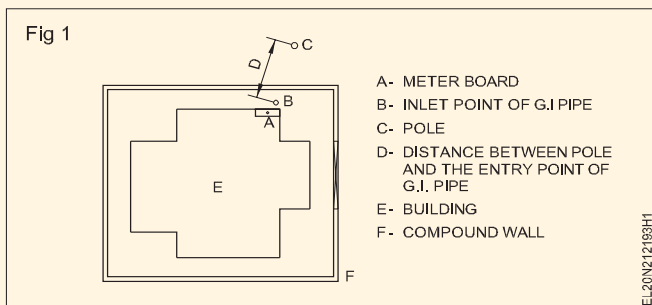 Fig 1
C
D
B
A
E
F
A- METER BOARD
B- INLET POINT OF G.I PIPE
C- POLE
D- DISTANCE BETWEEN POLE
AND THE ENTRY POINT OF
G.I. PIPE
E- BUILDING
F- COMPOUND WALL
EL20N212193H1